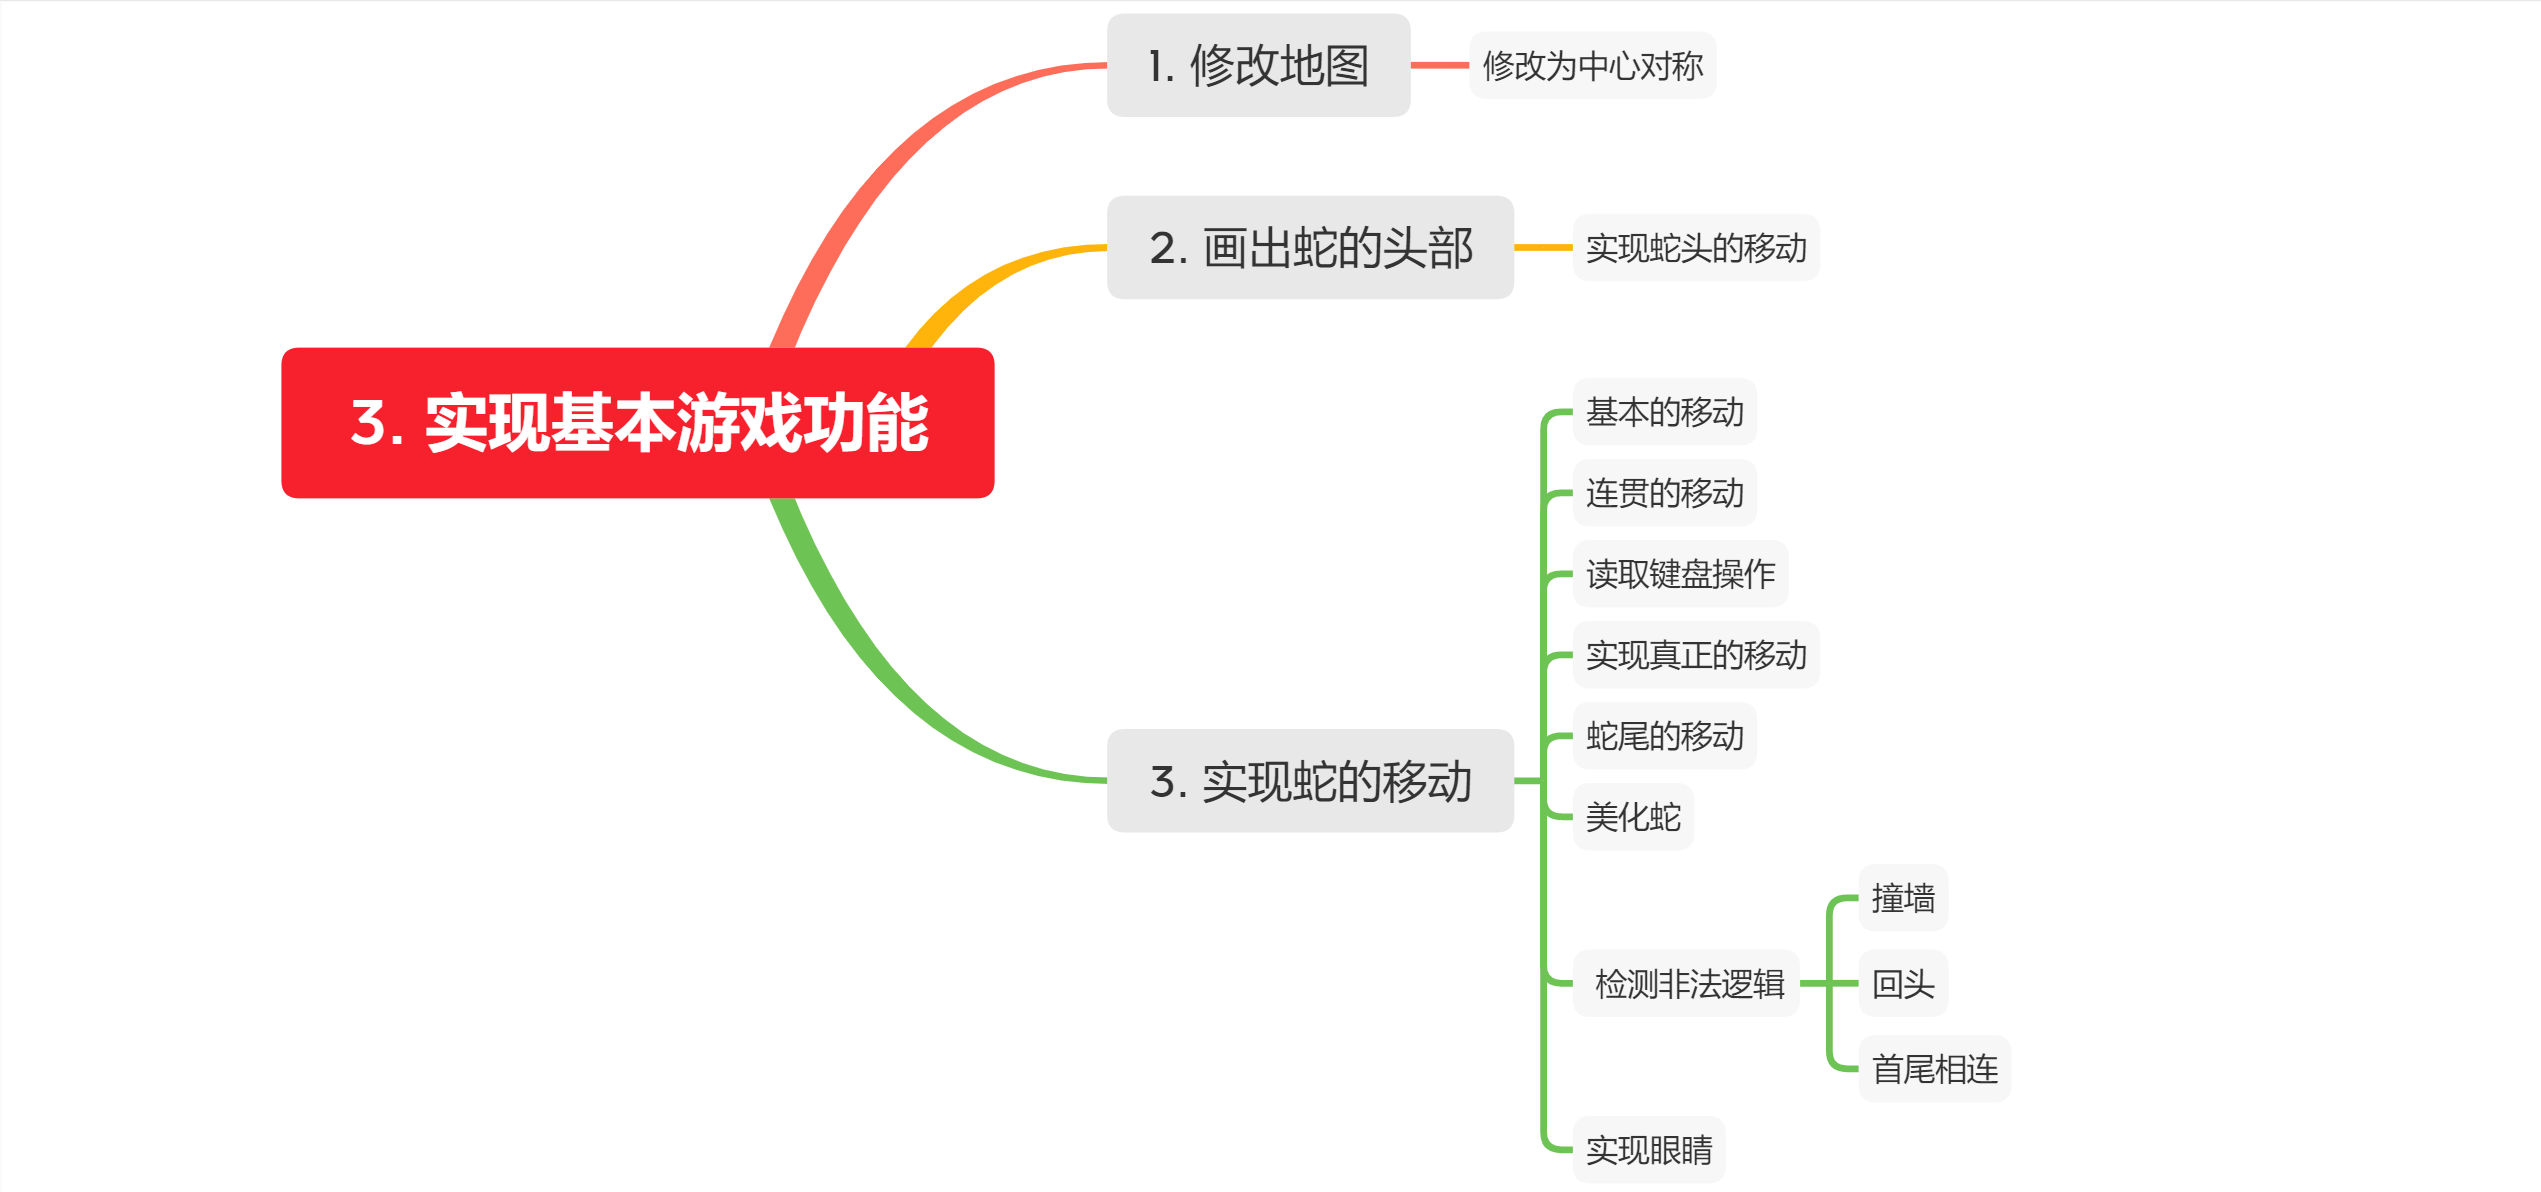 3. 实现基本游戏功能
1. 修改地图
修改为中心对称
2. 画出蛇的头部
实现蛇头的移动
3. 实现蛇的移动
基本的移动
连贯的移动
读取键盘操作
实现真正的移动
蛇尾的移动
美化蛇
检测非法逻辑
撞墙
回头
首尾相连
实现眼睛